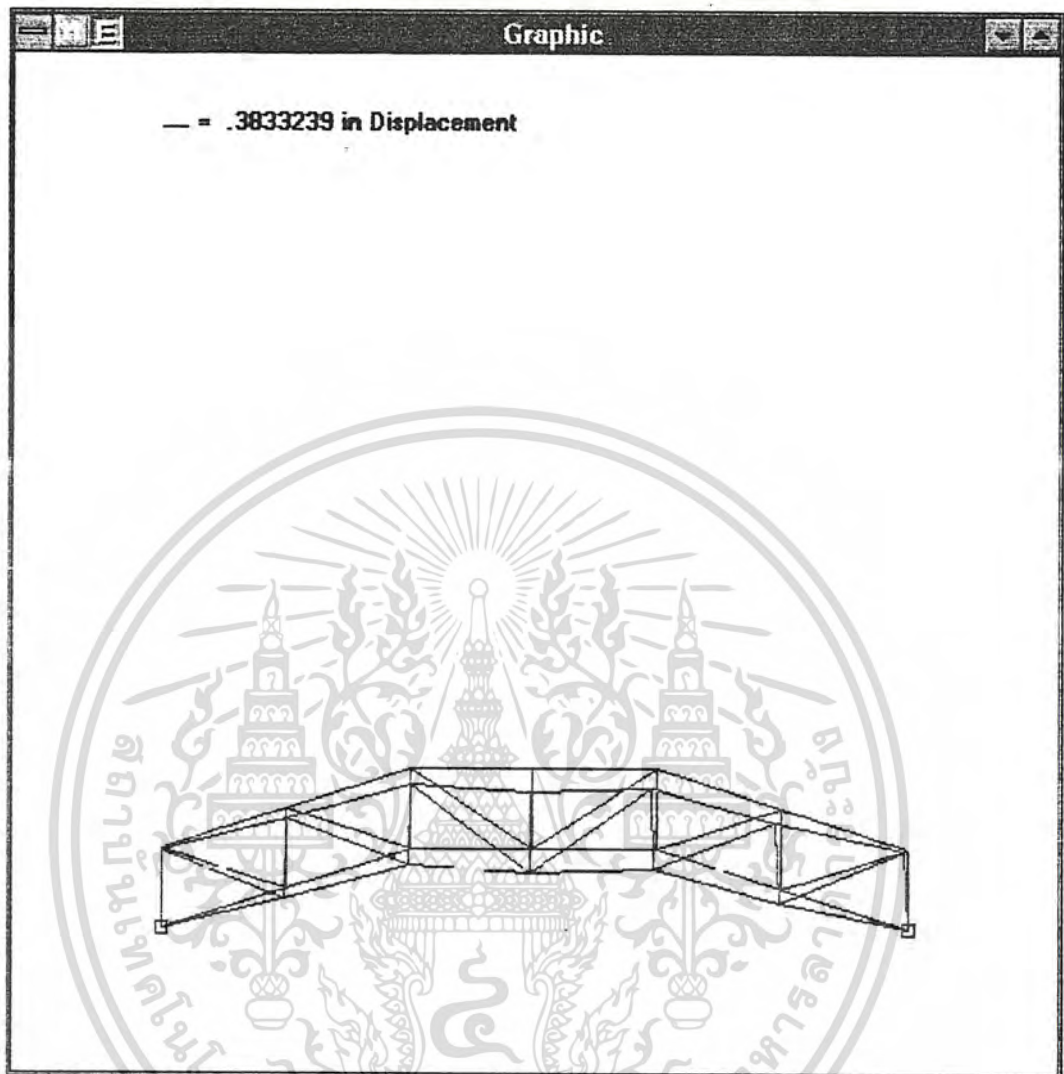 Graphic
= .3833239 in Displacement